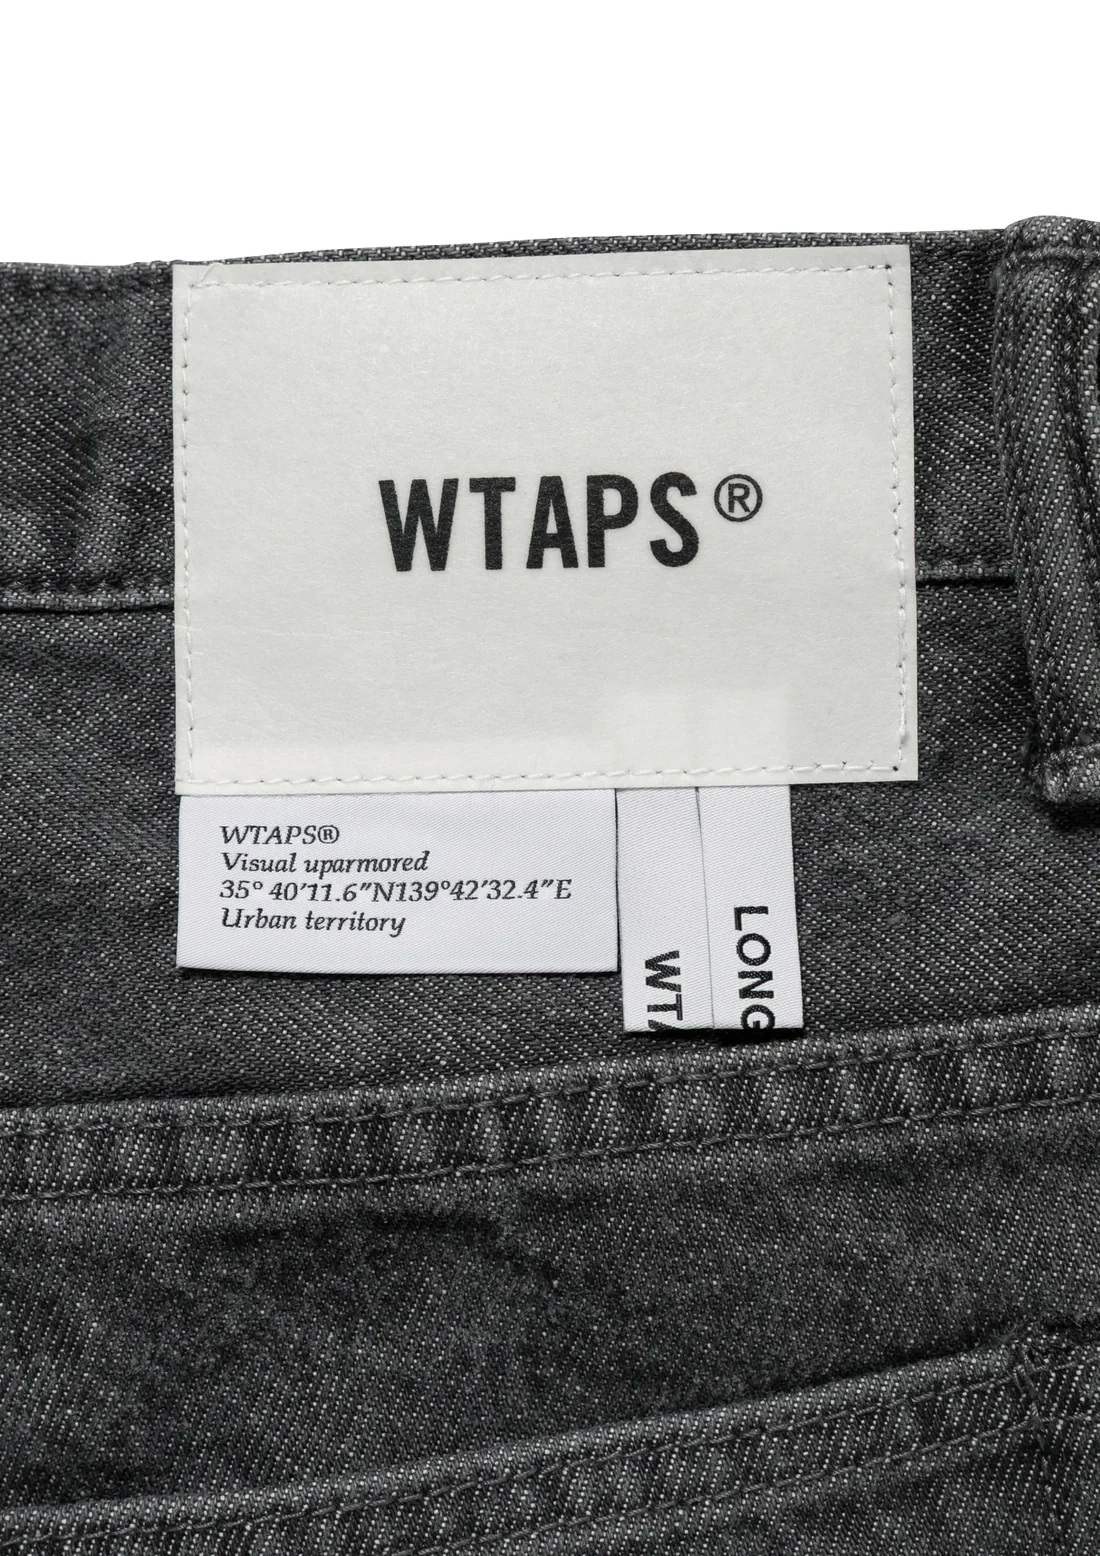 WTAPS®
WTAPS®
Visual uparmored
35° 40′11.6″N139°42′32.4″E
Urban territory
LONG